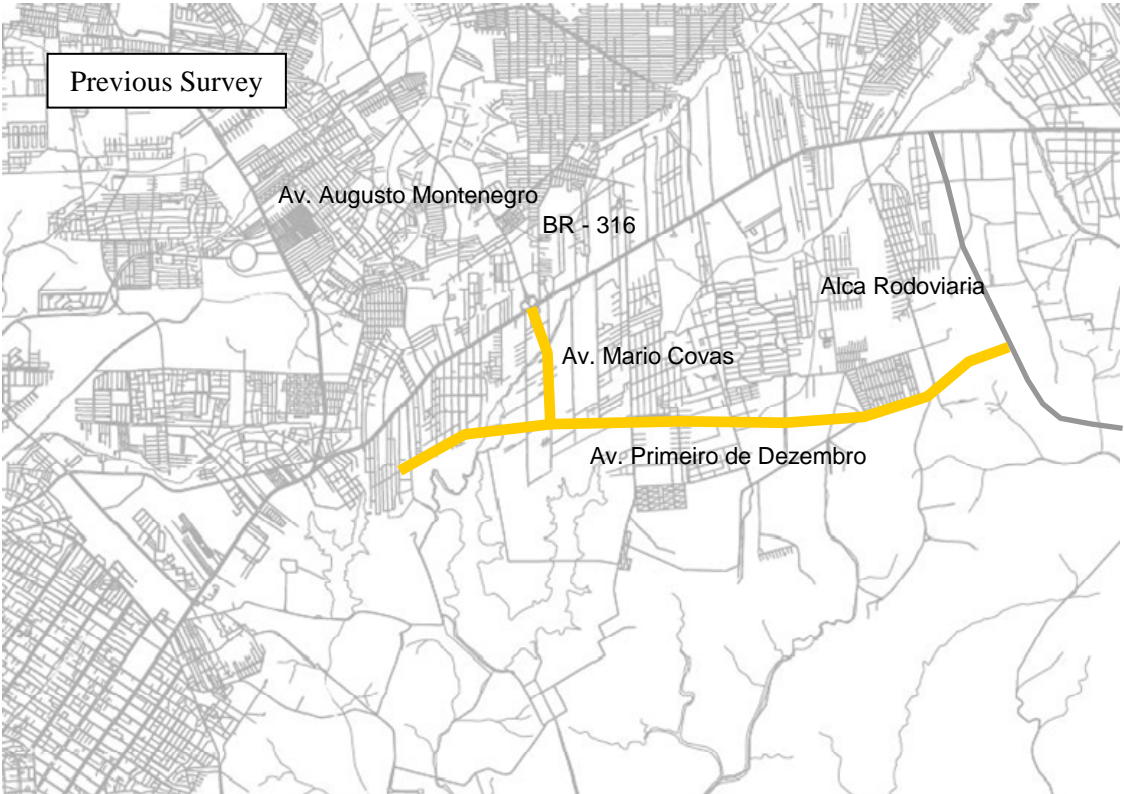 Previous Survey
Av. Augusto Montenegro
BR - 316
Alca Rodoviaria
Av. Mario Covas
Av. Primeiro de Dezembro